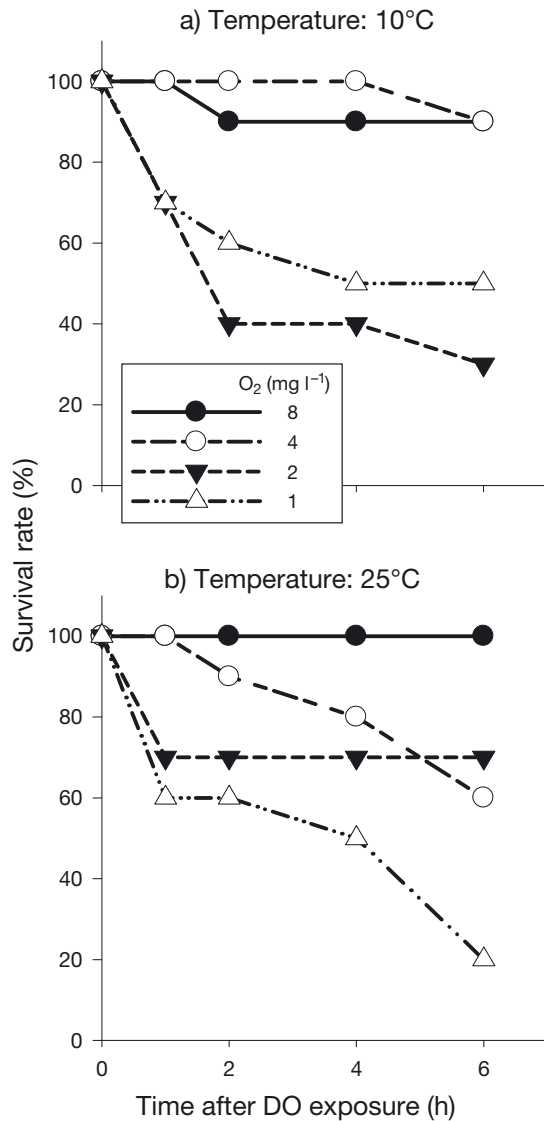 a) Temperature: 10°C
100
80
60
40
20
0
O₂ (mg l⁻¹)
8
4
2
1
Survival rate (%)
b) Temperature: 25°C
100
80
60
40
20
0
0 2 4 6
Time after DO exposure (h)